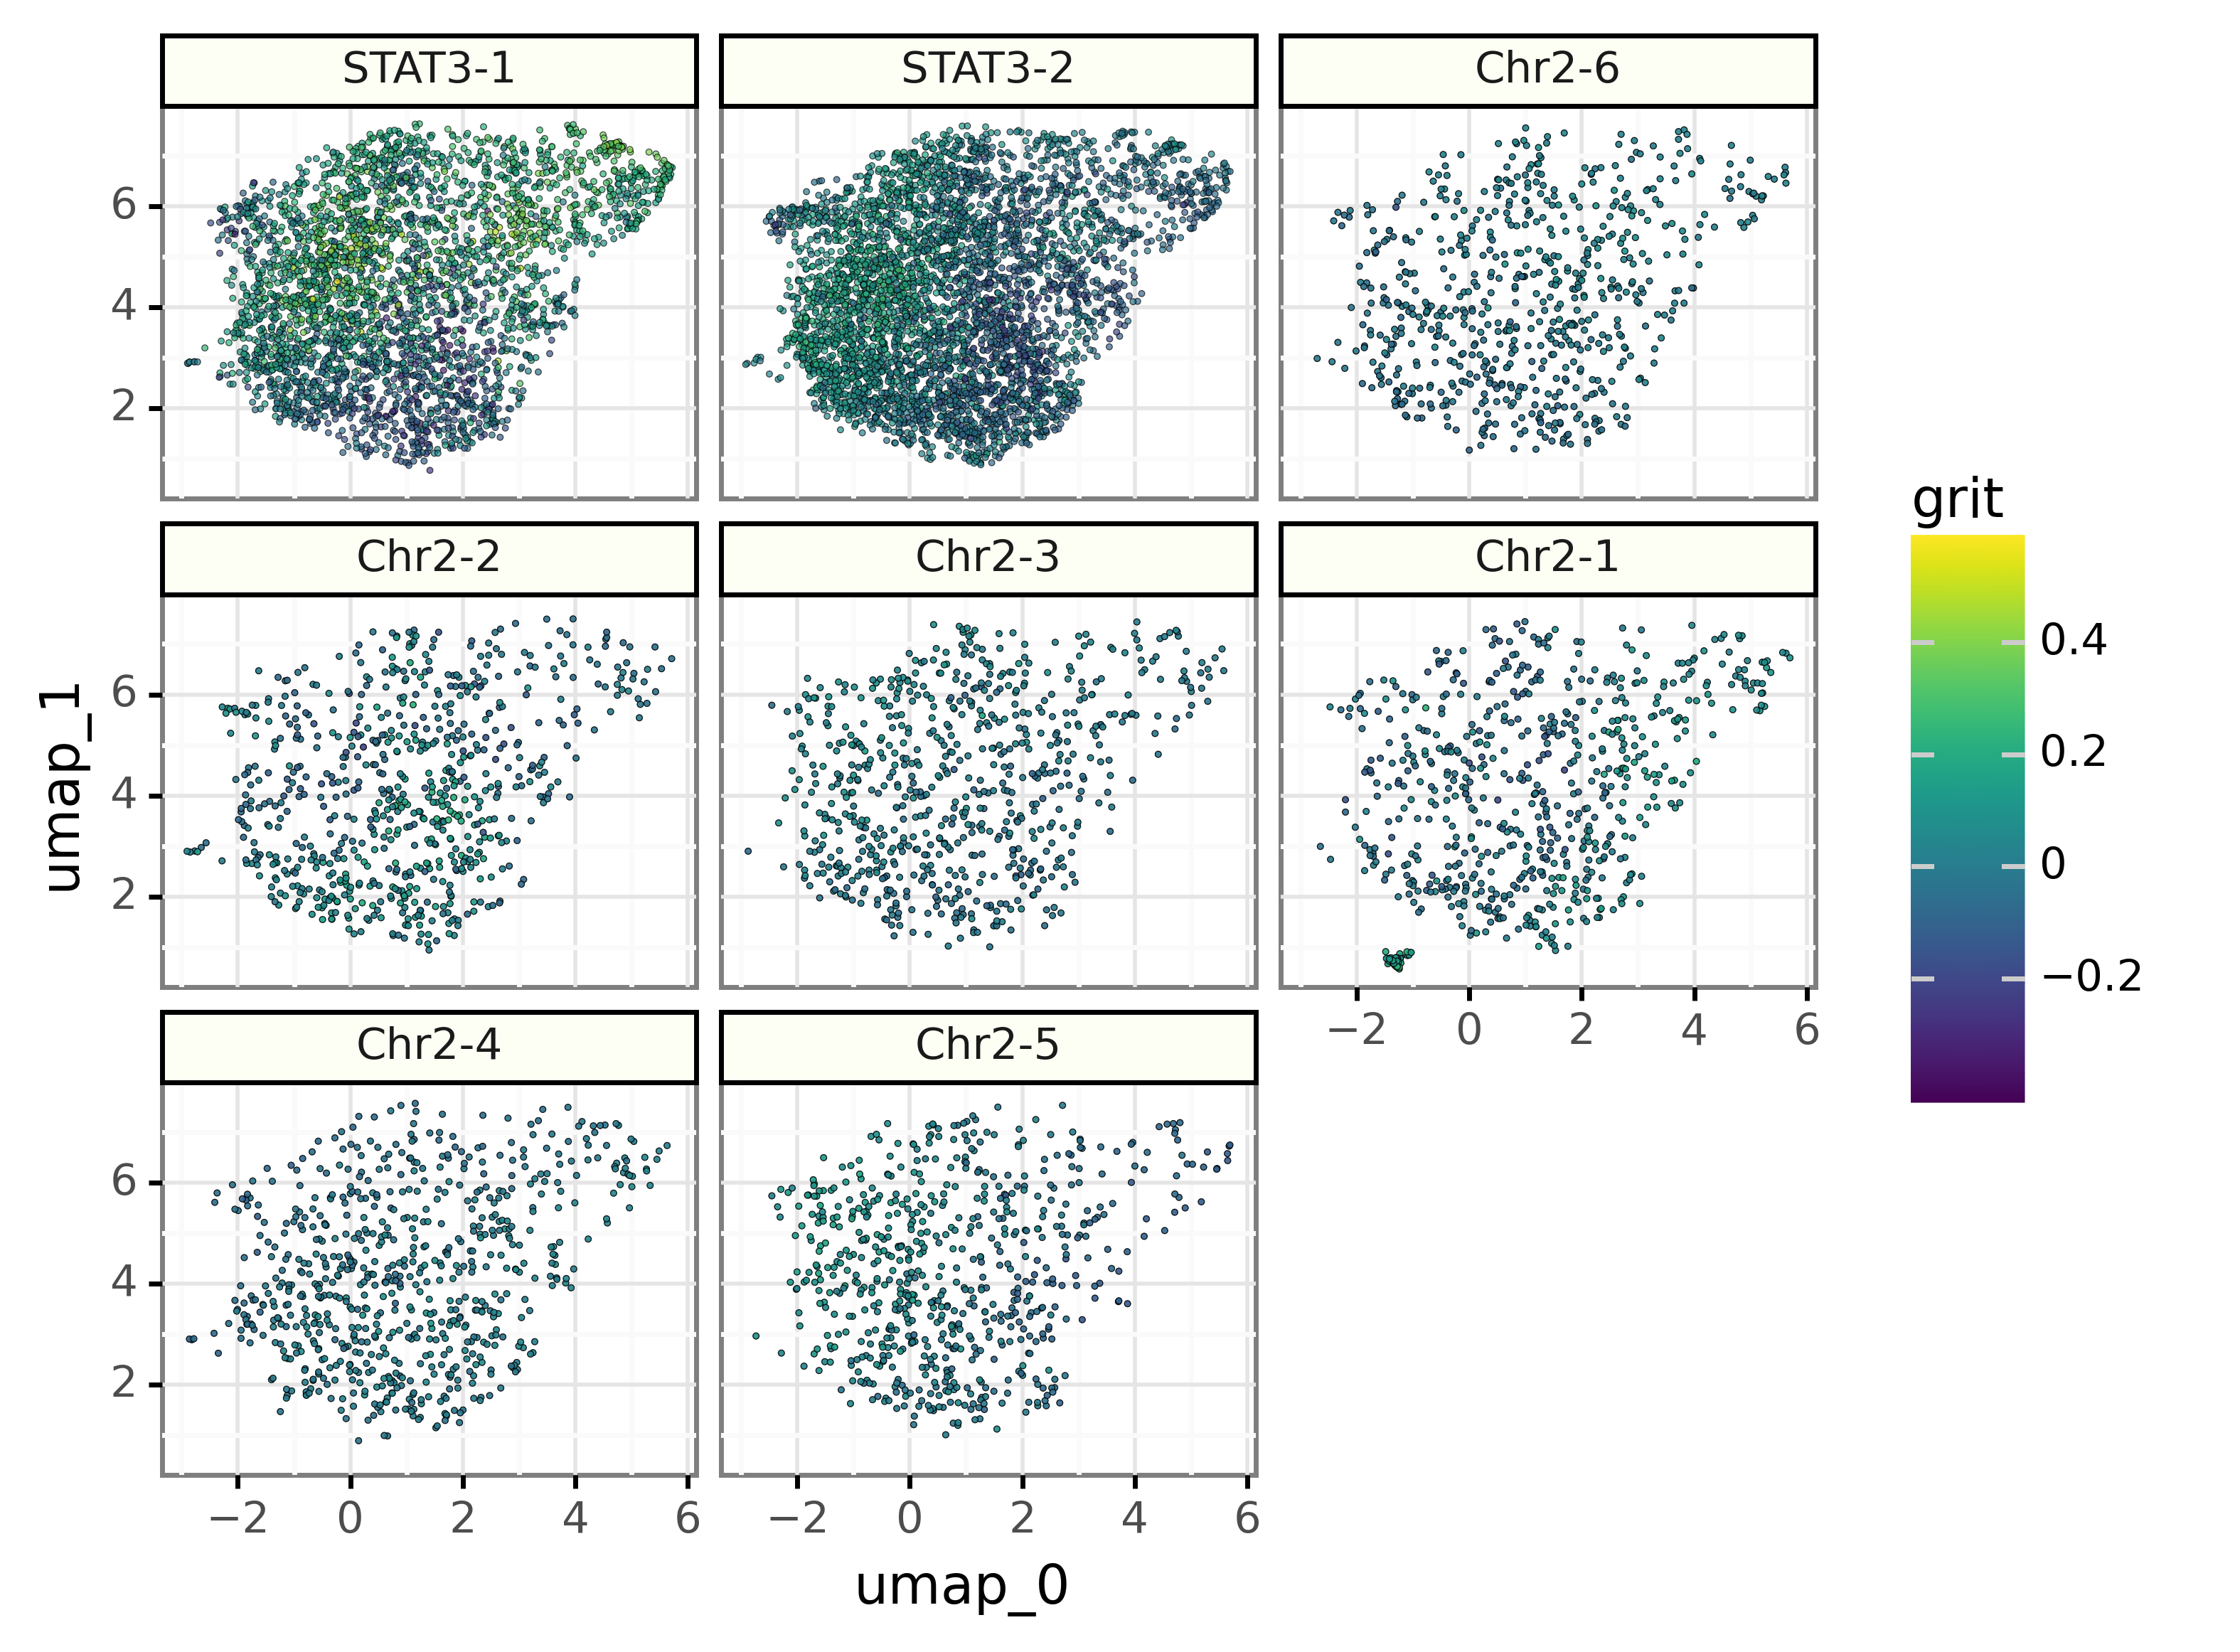 STAT3-1 STAT3-2 Chr2-6
6
4
2
Chr2-2 Chr2-3 Chr2-1
6
4
2
−2 0 2 4 6
Chr2-4 Chr2-5
6
4
2
−2 0 2 4 6 −2 0 2 4 6
umap_0
umap_1
grit
0.4
0.2
0
−0.2